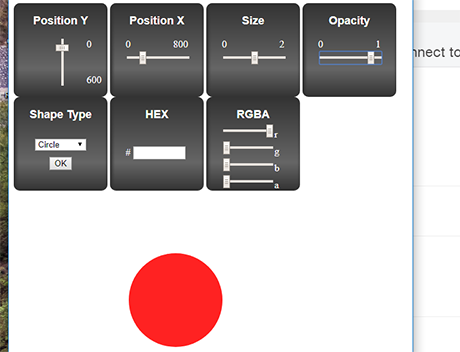 Position Y
0
600
Position X
0 800
Size
0 2
Opacity
0 1
nnect to
Shape Type
Circle
OK
HEX
#
RGBA
r
g
b
a